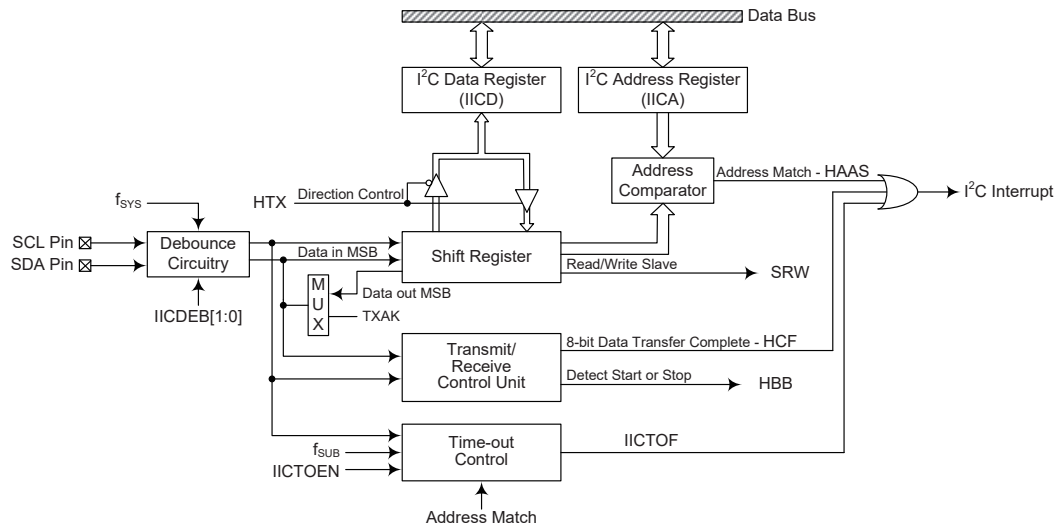 Data Bus
I²C Data Register
(IICD)
I²C Address Register
(IICA)
Address
Comparator
Address Match - HAAS
I²C Interrupt
HTX
Direction Control
fSYS
SCL Pin
SDA Pin
Debounce
Circuitry
IICDEB[1:0]
Data in MSB
Shift Register
Read/Write Slave
SRW
M
U
X
Data out MSB
TXAK
Transmit/
Receive
Control Unit
8-bit Data Transfer Complete - HCF
Detect Start or Stop
HBB
fSUB
IICTOEN
Time-out
Control
IICTOF
Address Match